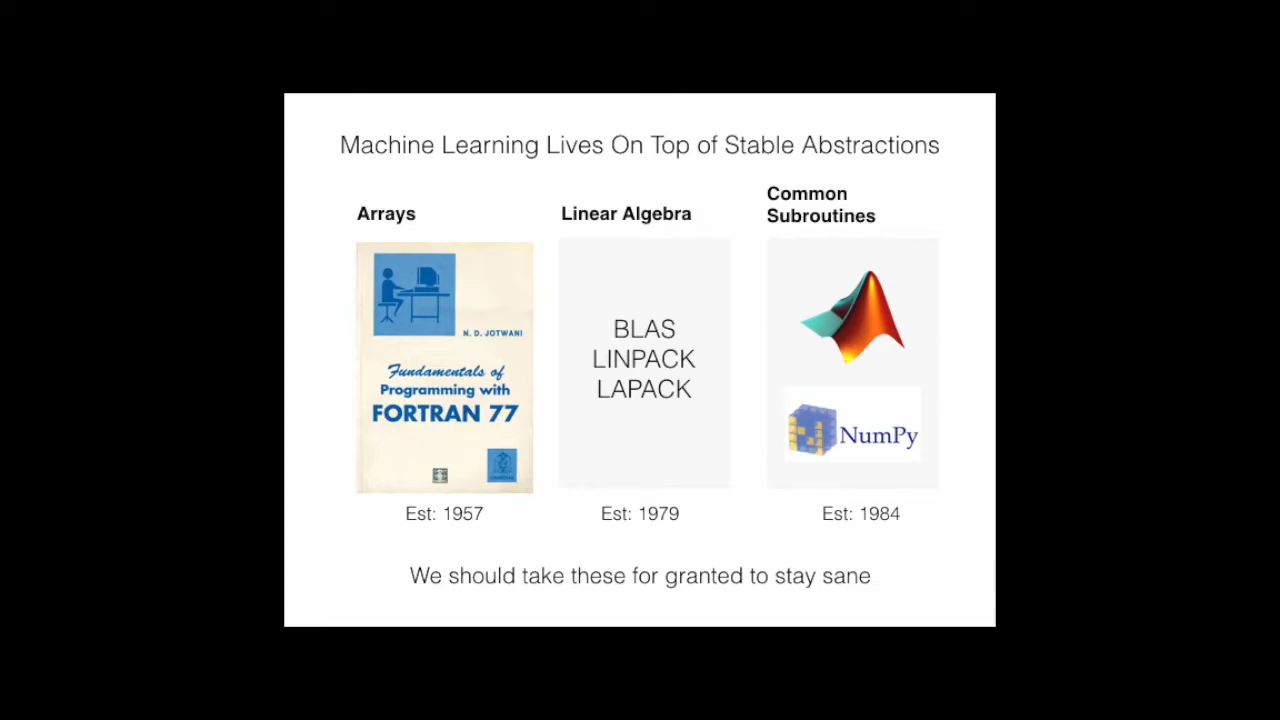 Machine Learning Lives On Top of Stable Abstractions
Arrays
N. D. JOTWANI
Fundamentals of
Programming with
FORTRAN 77
Est: 1957
Linear Algebra
BLAS
LINPACK
LAPACK
Est: 1979
Common
Subroutines
NumPy
Est: 1984
We should take these for granted to stay sane